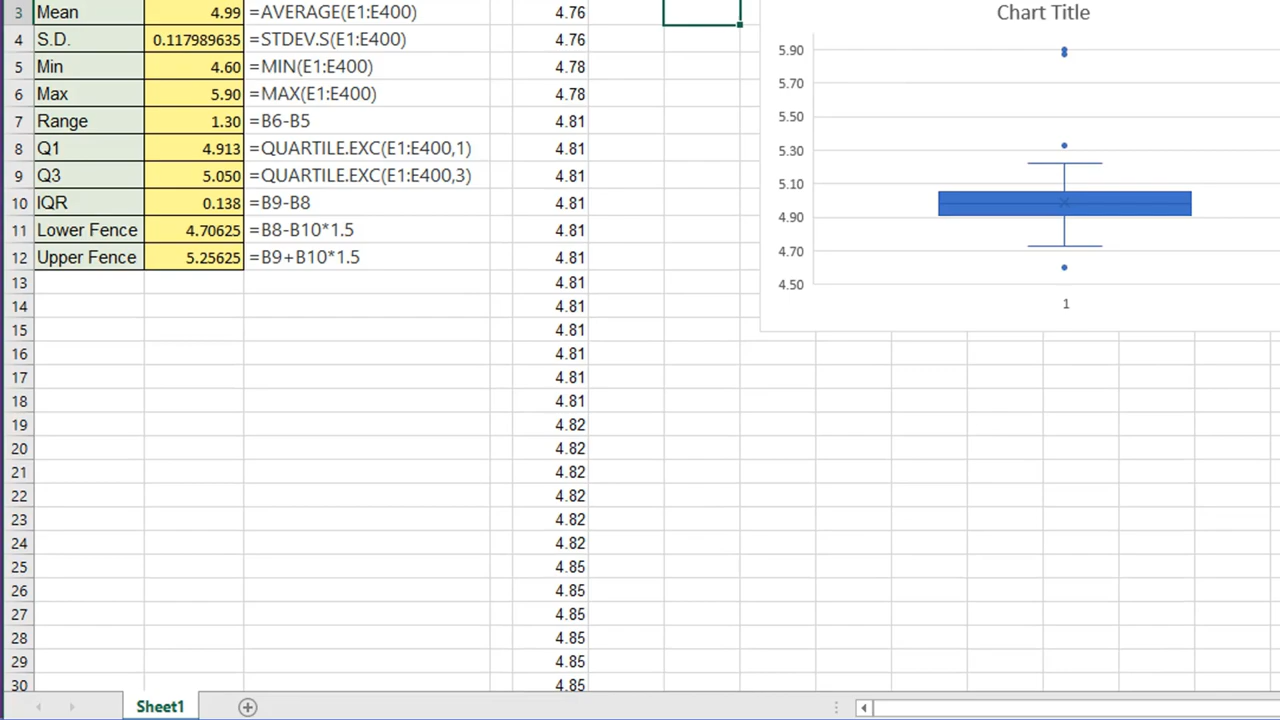 3 Mean 4.99 =AVERAGE(E1:E400) 4.76
4 S.D. 0.117989635 =STDEV.S(E1:E400) 4.76
5 Min 4.60 =MIN(E1:E400) 4.78
6 Max 5.90 =MAX(E1:E400) 4.78
7 Range 1.30 =B6-B5 4.81
8 Q1 4.913 =QUARTILE.EXC(E1:E400,1) 4.81
9 Q3 5.050 =QUARTILE.EXC(E1:E400,3) 4.81
10 IQR 0.138 =B9-B8 4.81
11 Lower Fence 4.70625 =B8-B10*1.5 4.81
12 Upper Fence 5.25625 =B9+B10*1.5 4.81
13 4.81
14 4.81
15 4.81
16 4.81
17 4.81
18 4.81
19 4.82
20 4.82
21 4.82
22 4.82
23 4.82
24 4.82
25 4.85
26 4.85
27 4.85
28 4.85
29 4.85
30 4.85
Chart Title
5.90
5.70
5.50
5.30
5.10
4.90
4.70
4.50
1
Sheet1